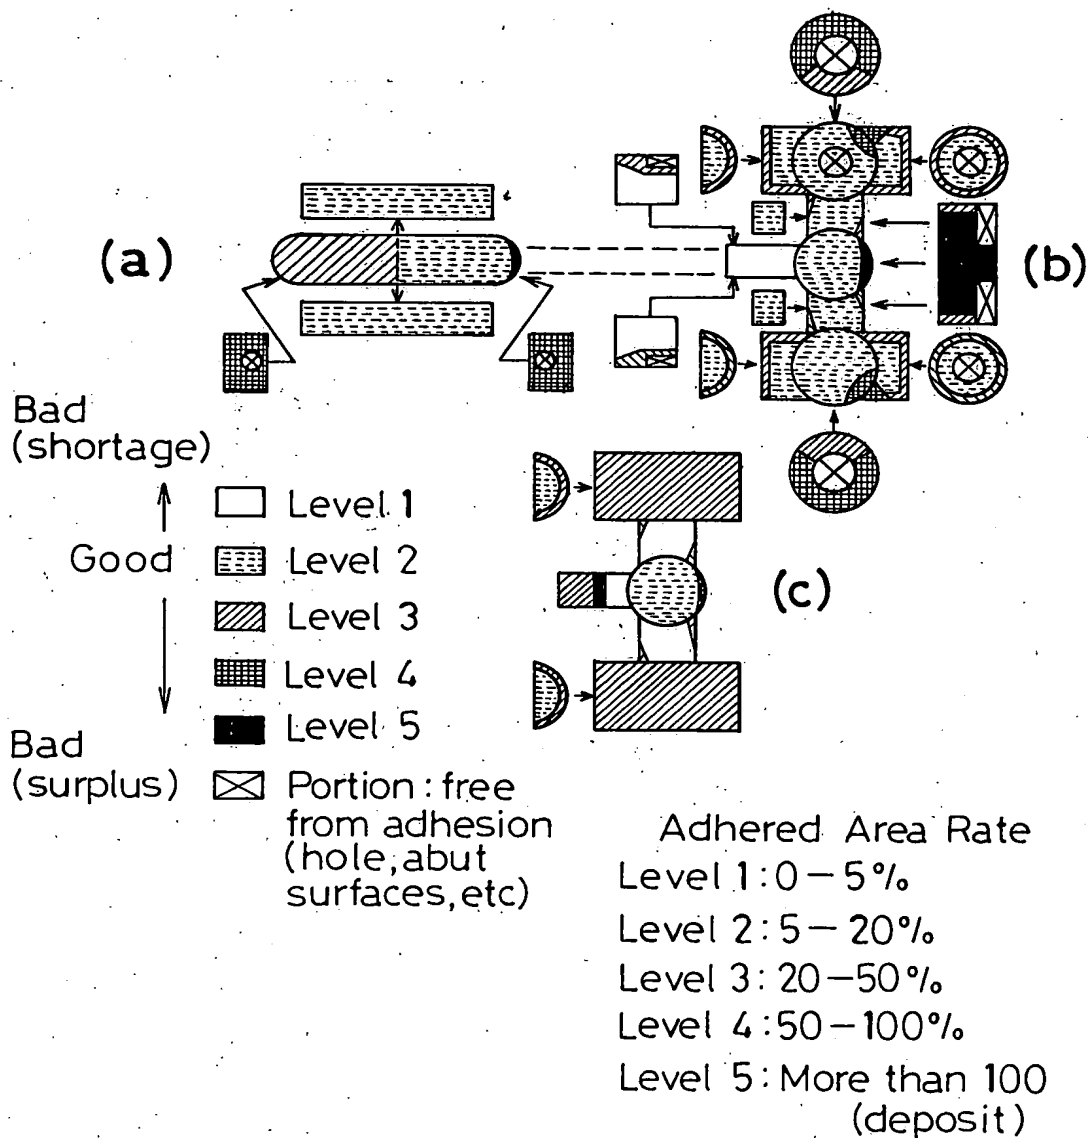 (a)
(b)
Bad
(shortage)
Good
Bad
(surplus)
Level 1
Level 2
Level 3
Level 4
Level 5
Portion : free
from adhesion
(hole, abut
surfaces, etc)
(c)
Adhered Area Rate
Level 1 : 0 – 5%
Level 2 : 5 – 20%
Level 3 : 20 – 50%
Level 4 : 50 – 100%
Level 5 : More than 100
(deposit)